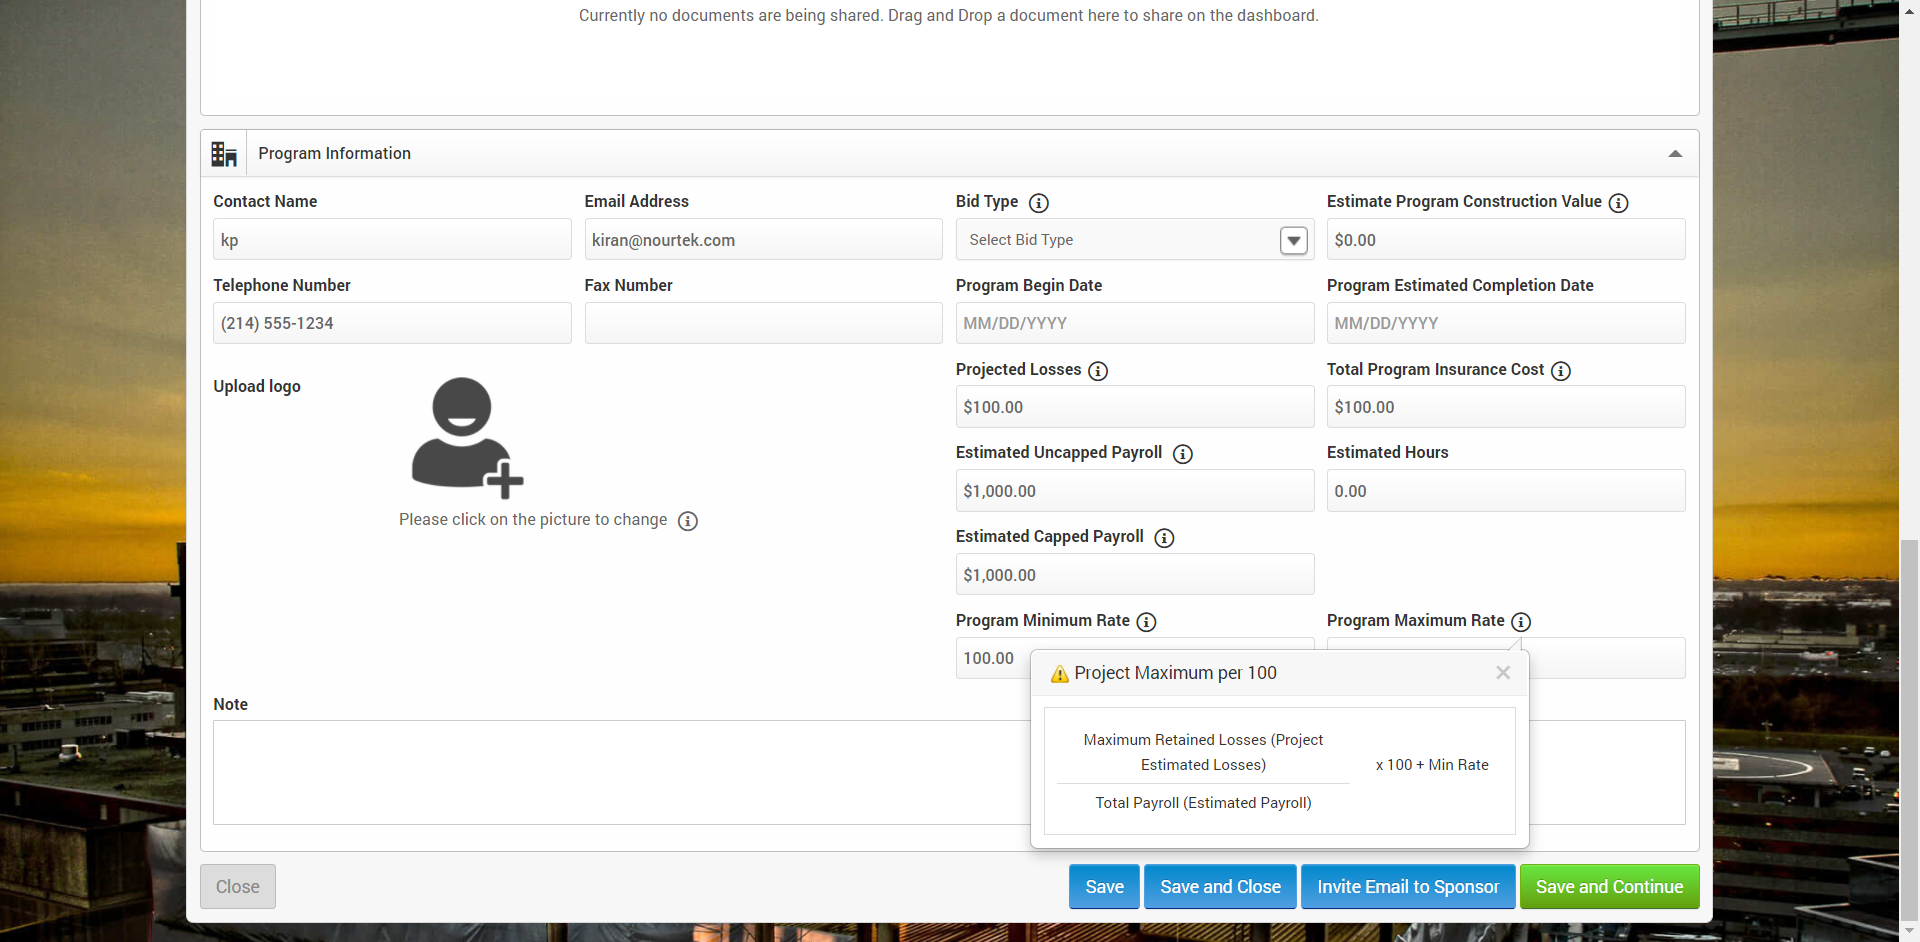 Currently no documents are being shared. Drag and Drop a document here to share on the dashboard.
Program Information
Contact Name
kp
Email Address
kiran@nourtek.com
Bid Type
Select Bid Type
Estimate Program Construction Value
$0.00
Telephone Number
(214) 555-1234
Fax Number
Program Begin Date
MM/DD/YYYY
Program Estimated Completion Date
MM/DD/YYYY
Upload logo
Please click on the picture to change
Projected Losses
$100.00
Total Program Insurance Cost
$100.00
Estimated Uncapped Payroll
$1,000.00
Estimated Hours
0.00
Estimated Capped Payroll
$1,000.00
Program Minimum Rate
100.00
Program Maximum Rate
Project Maximum per 100
Maximum Retained Losses (Project
Estimated Losses)
x 100 + Min Rate
Total Payroll (Estimated Payroll)
Note
Close
Save
Save and Close
Invite Email to Sponsor
Save and Continue